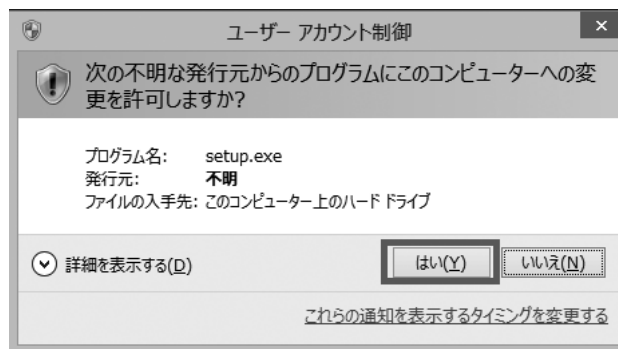 ユーザー アカウント制御
次の不明な発行元からのプログラムにこのコンピューターへの変
更を許可しますか?
プログラム名: setup.exe
発行元: 不明
ファイルの入手先: このコンピューター上のハード ドライブ
詳細を表示する(D)
はい(Y)
いいえ(N)
これらの通知を表示するタイミングを変更する